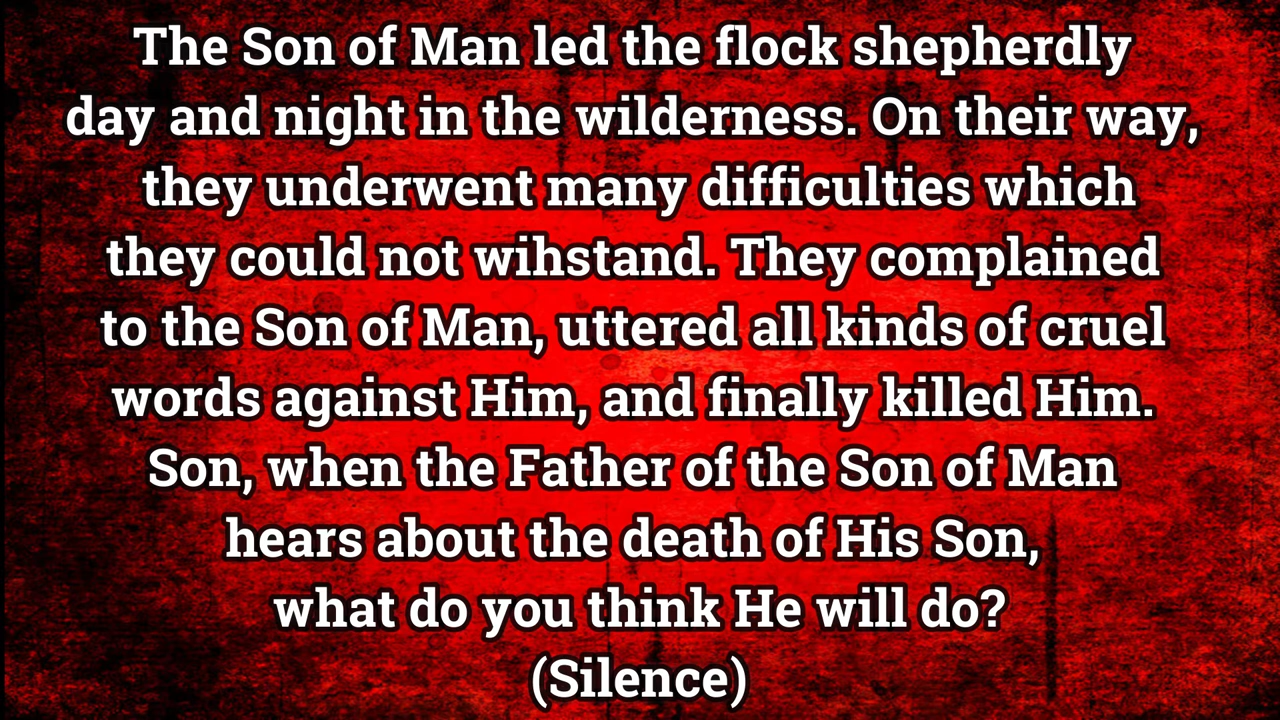 The Son of Man led the flock shepherdly
day and night in the wilderness. On their way,
they underwent many difficulties which
they could not wihstand. They complained
to the Son of Man, uttered all kinds of cruel
words against Him, and finally killed Him.
Son, when the Father of the Son of Man
hears about the death of His Son,
what do you think He will do?
(Silence)